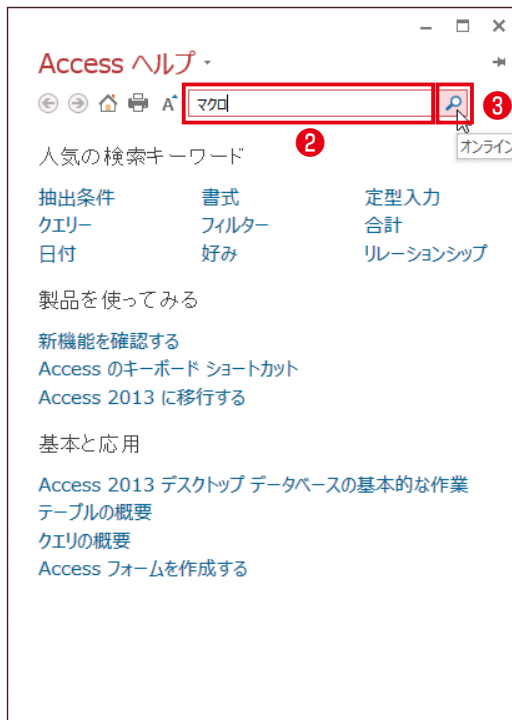 Access ヘルプ
マクロ
❸
❷
オンライン
人気の検索キーワード
抽出条件 書式 定型入力
クエリー フィルター 合計
日付 好み リレーションシップ
製品を使ってみる
新機能を確認する
Access のキーボード ショートカット
Access 2013 に移行する
基本と応用
Access 2013 デスクトップ データベースの基本的な作業
テーブルの概要
クエリの概要
Access フォームを作成する